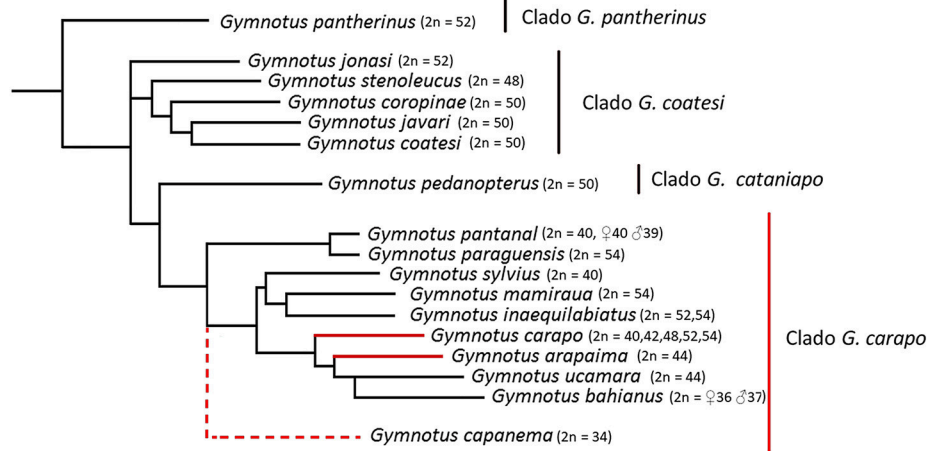 Gymnotus pantherinus (2n = 52)
Clado G. pantherinus
Gymnotus jonasi (2n = 52)
Gymnotus stenoleucus (2n = 48)
Gymnotus coropinae (2n = 50)
Clado G. coatesi
Gymnotus javari (2n = 50)
Gymnotus coatesi (2n = 50)
Gymnotus pedanopterus (2n = 50)
Clado G. cataniapo
Gymnotus pantanal (2n = 40, ♀40 ♂39)
Gymnotus paraguensis (2n = 54)
Gymnotus sylvius (2n = 40)
Gymnotus mamiraua (2n = 54)
Gymnotus inaequilabiatus (2n = 52,54)
Gymnotus carapo (2n = 40,42,48,52,54)
Clado G. carapo
Gymnotus arapaima (2n = 44)
Gymnotus ucamara (2n = 44)
Gymnotus bahianus (2n = ♀36 ♂37)
Gymnotus capanema (2n = 34)